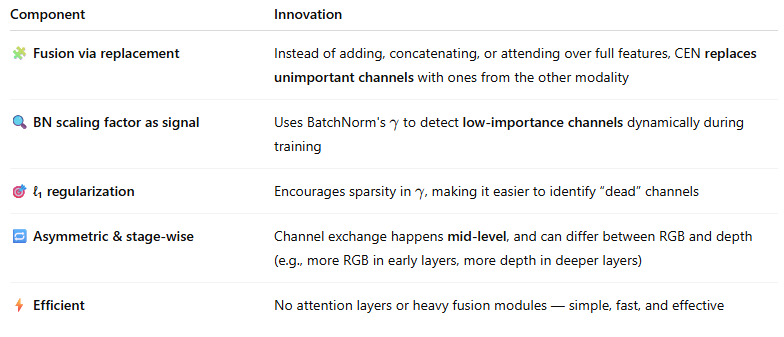 Component Innovation
🧩 Fusion via replacement Instead of adding, concatenating, or attending over full features, CEN replaces
unimportant channels with ones from the other modality
🔍 BN scaling factor as signal Uses BatchNorm's γ to detect low-importance channels dynamically during
training
🎯 ℓ₁ regularization Encourages sparsity in γ, making it easier to identify “dead” channels
🔁 Asymmetric & stage-wise Channel exchange happens mid-level, and can differ between RGB and depth
(e.g., more RGB in early layers, more depth in deeper layers)
⚡ Efficient No attention layers or heavy fusion modules — simple, fast, and effective